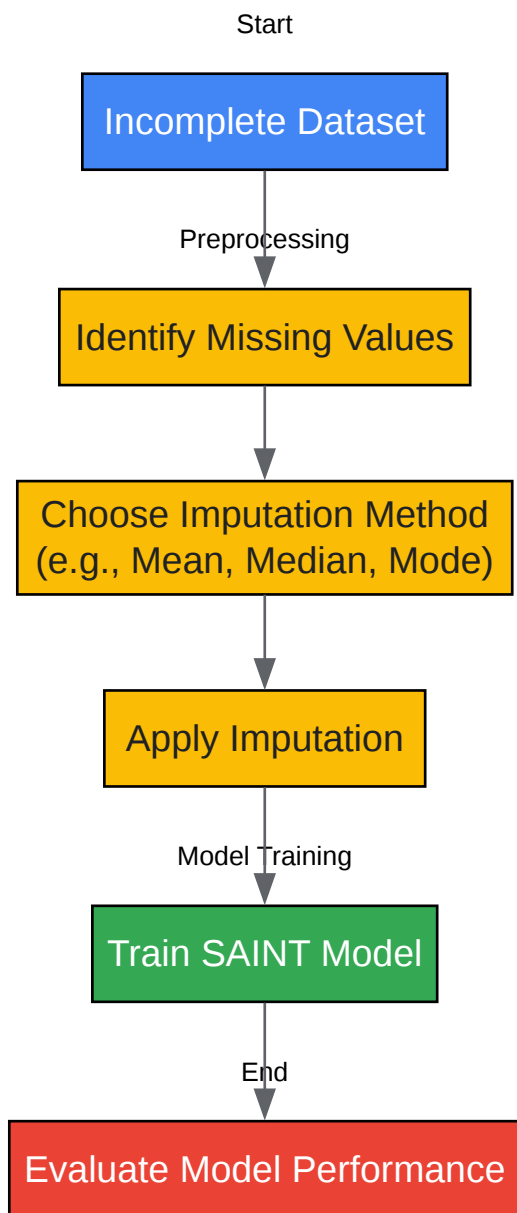 Start
Incomplete Dataset
Preprocessing
Identify Missing Values
Choose Imputation Method
(e.g., Mean, Median, Mode)
Apply Imputation
Model Training
Train SAINT Model
End
Evaluate Model Performance